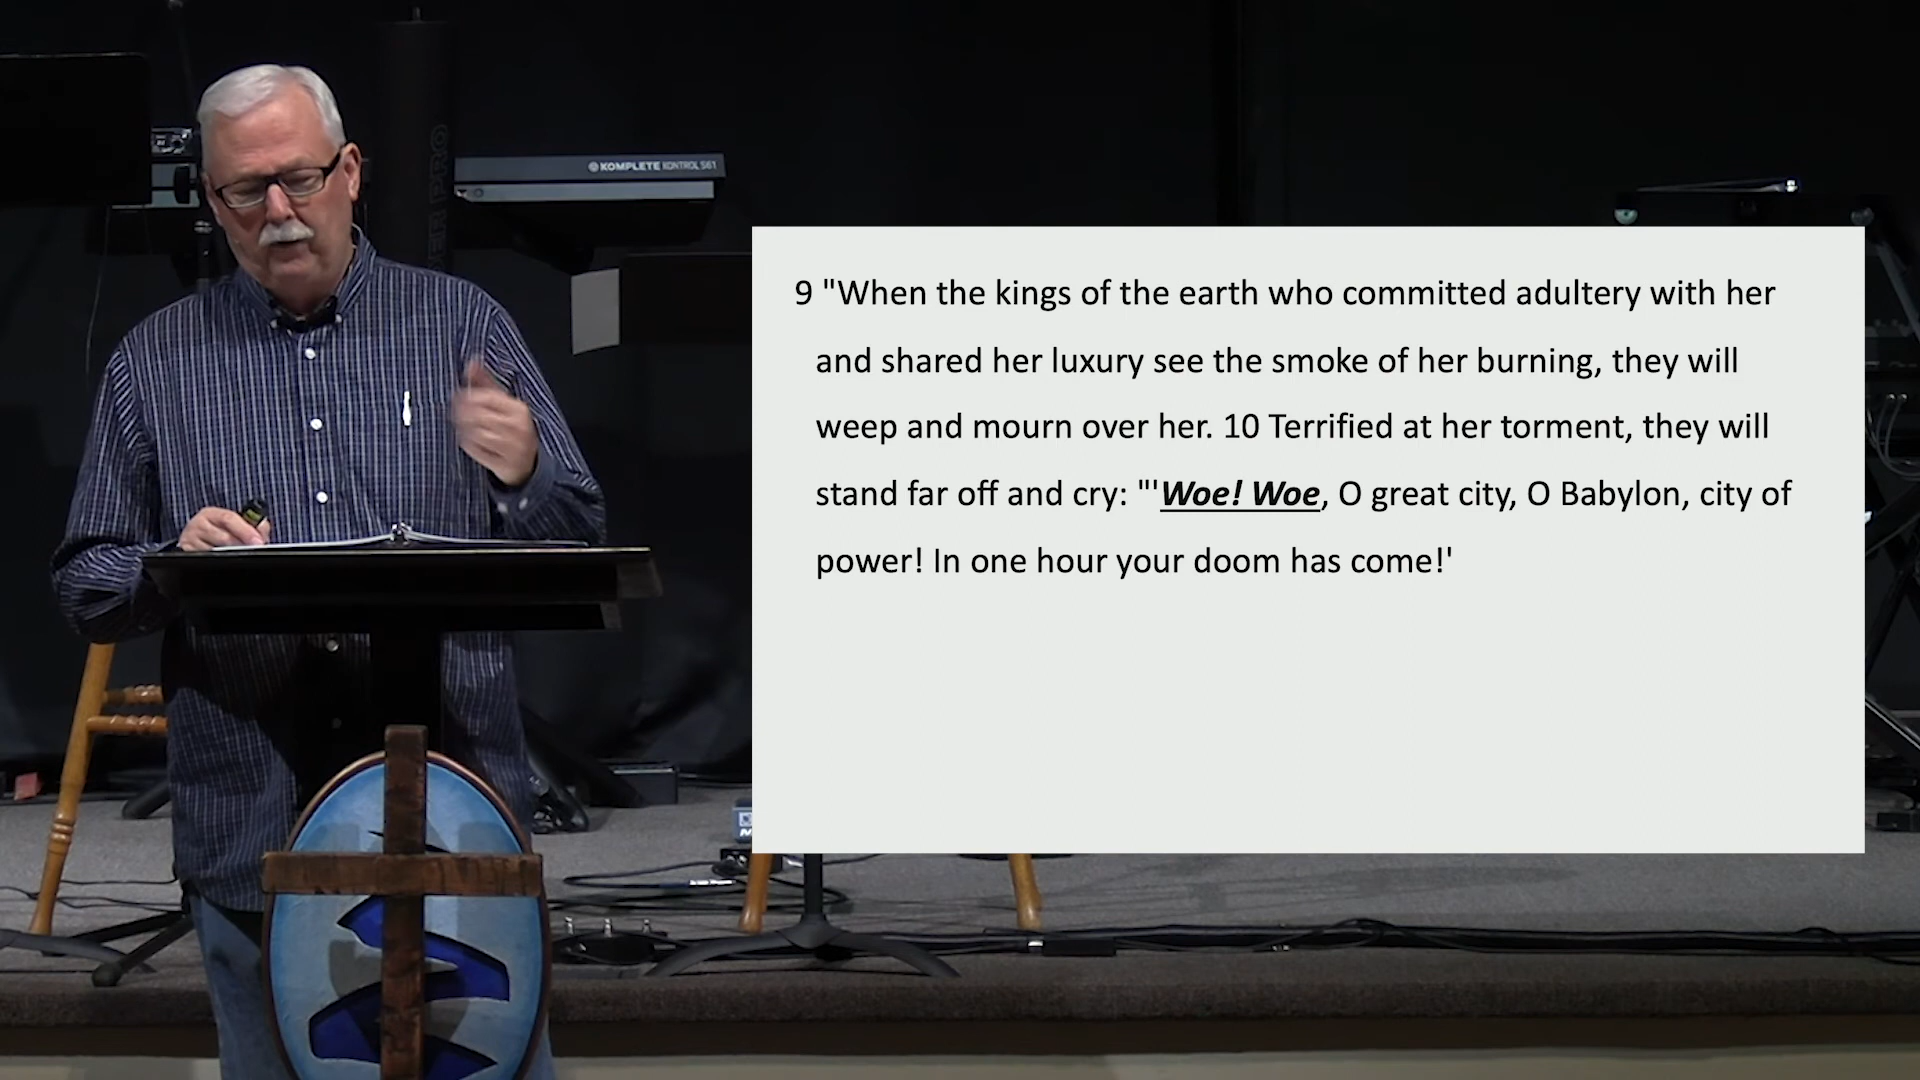 KOMPLETE KONTROL S61
9 "When the kings of the earth who committed adultery with her
and shared her luxury see the smoke of her burning, they will
weep and mourn over her. 10 Terrified at her torment, they will
stand far off and cry: "'Woe! Woe, O great city, O Babylon, city of
power! In one hour your doom has come!'